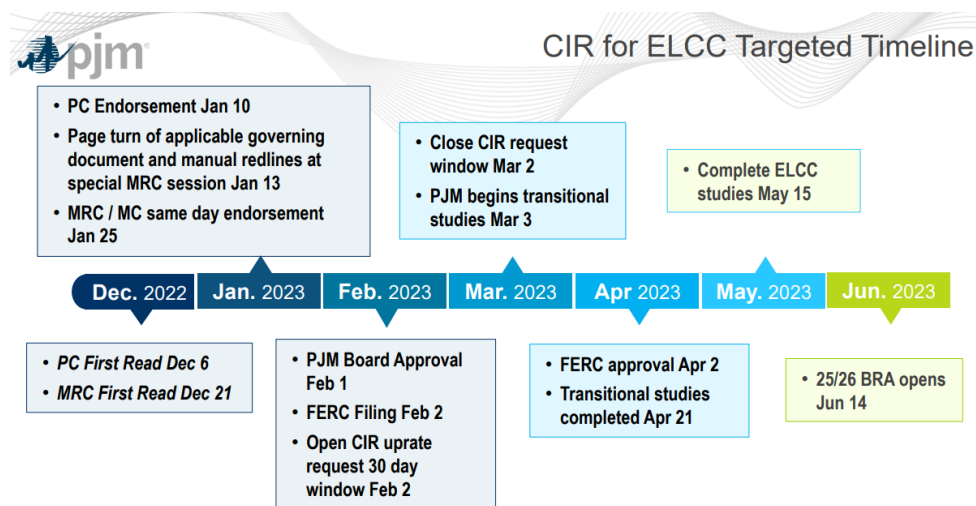 pjm
CIR for ELCC Targeted Timeline
• PC Endorsement Jan 10
• Page turn of applicable governing
document and manual redlines at
special MRC session Jan 13
• MRC / MC same day endorsement
Jan 25
• Close CIR request
window Mar 2
• PJM begins transitional
studies Mar 3
• Complete ELCC
studies May 15
Dec. 2022
Jan. 2023
Feb. 2023
Mar. 2023
Apr 2023
May. 2023
Jun. 2023
• PC First Read Dec 6
• MRC First Read Dec 21
• PJM Board Approval
Feb 1
• FERC Filing Feb 2
• Open CIR uprate
request 30 day
window Feb 2
• FERC approval Apr 2
• Transitional studies
completed Apr 21
• 25/26 BRA opens
Jun 14